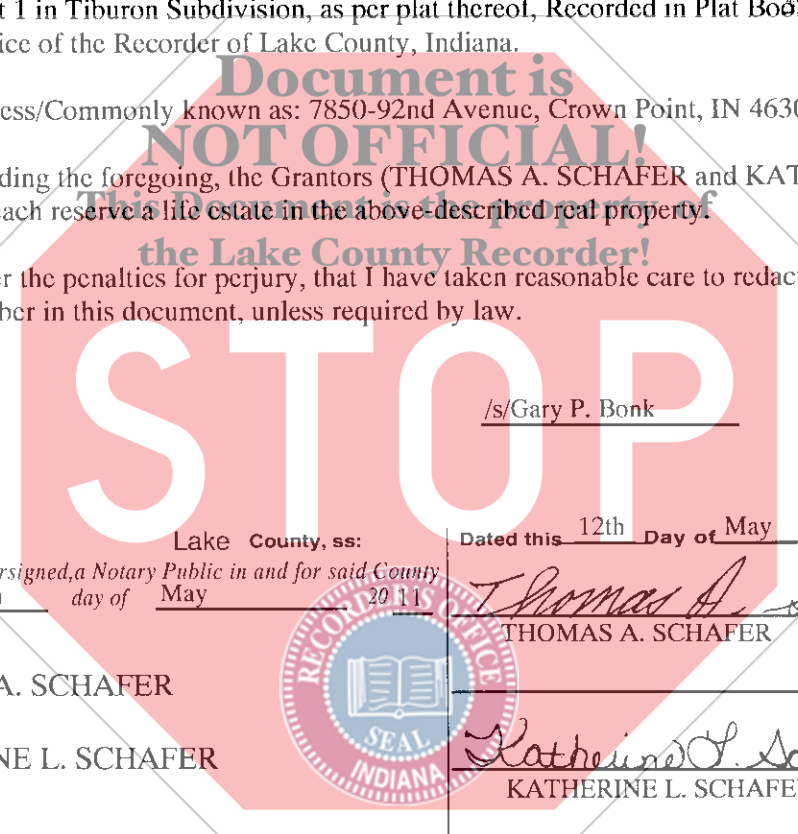 t 1 in Tiburon Subdivision, as per plat thereof, Recorded in Plat Boo
ice of the Recorder of Lake County, Indiana.
Document is
ess/Commonly known as: 7850-92nd Avenue, Crown Point, IN 4630
NOT OFFICIAL!
ding the foregoing, the Grantors (THOMAS A. SCHAFER and KAT
This Document is the property of
each reserve a life estate in the above-described real property.
the Lake County Recorder!
r the penalties for perjury, that I have taken reasonable care to redac
ber in this document, unless required by law.
STOP
/s/Gary P. Bonk
Lake County, ss:
rsigned,a Notary Public in and for said County
day of May 20 11
Dated this 12th Day of May
Thomas A.
THOMAS A. SCHAFER
RECORDER'S OFFICE
SEAL
INDIANA
A. SCHAFER
NE L. SCHAFER
Katherine L. Sc
KATHERINE L. SCHAFE